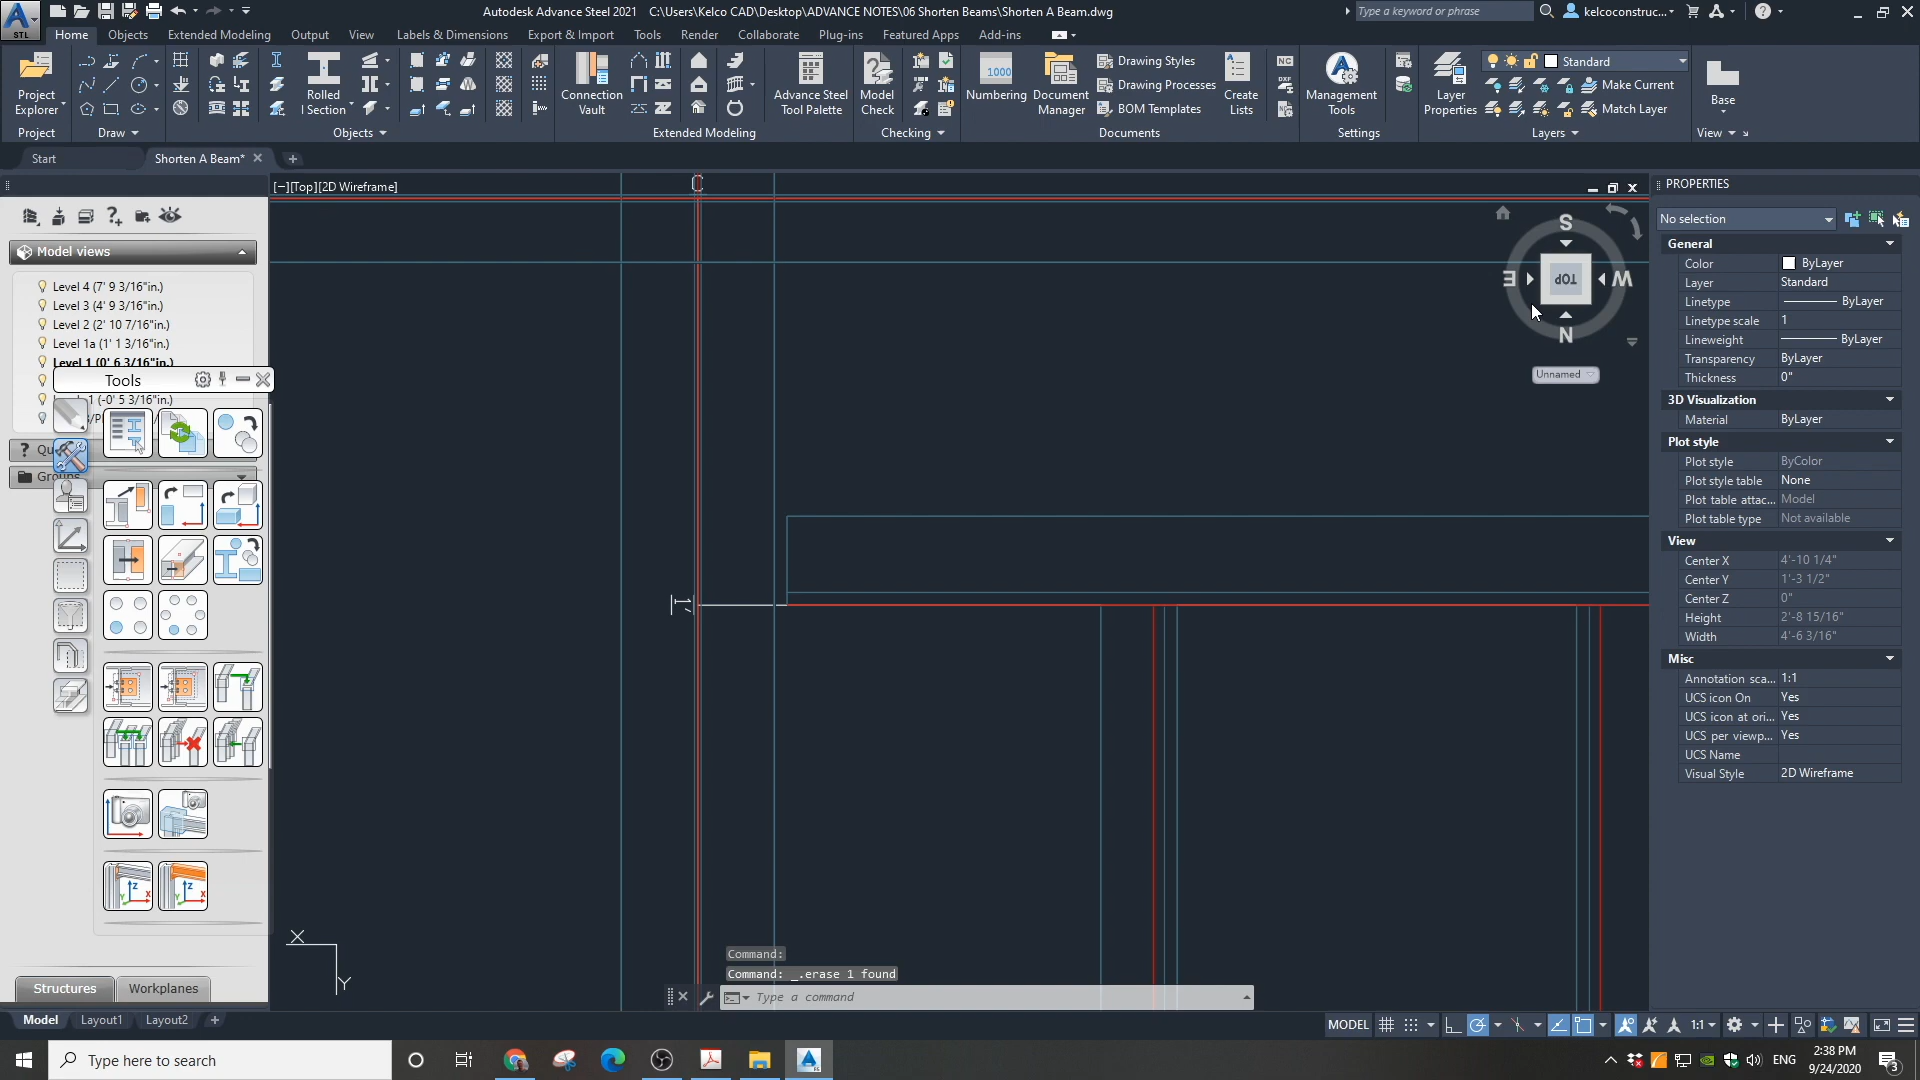 Autodesk Advance Steel 2021   C:\Users\Kelco CAD\Desktop\ADVANCE NOTES\06 Shorten Beams\Shorten A Beam.dwg
Type a keyword or phrase
kelcoconstruc...
STL
Home
Objects
Extended Modeling
Output
View
Labels & Dimensions
Export & Import
Tools
Render
Collaborate
Plug-ins
Featured Apps
Add-ins
Project Explorer
Rolled I Section
Connection Vault
Advance Steel Tool Palette
Model Check
1000
Numbering
Document Manager
Drawing Styles
Drawing Processes
BOM Templates
Create Lists
NC
DXF
Management Tools
Layer Properties
Standard
Make Current
Match Layer
Base
Project
Draw
Objects
Extended Modeling
Checking
Documents
Settings
Layers
View
Start
Shorten A Beam*
[−][Top][2D Wireframe]
Model views
Level 4 (7' 9 3/16"in.)
Level 3 (4' 9 3/16"in.)
Level 2 (2' 10 7/16"in.)
Level 1a (1' 1 3/16"in.)
Level 1 (0' 6 3/16"in.)
Tools
1 (-0' 5 3/16"in.)
Qu
Groups
Structures
Workplanes
1'
X
Y
S
E
TOP
W
N
Unnamed
PROPERTIES
No selection
General
Color ByLayer
Layer Standard
Linetype ByLayer
Linetype scale 1
Lineweight ByLayer
Transparency ByLayer
Thickness 0"
3D Visualization
Material ByLayer
Plot style
Plot style ByColor
Plot style table None
Plot table attac... Model
Plot table type Not available
View
Center X 4'-10 1/4"
Center Y 1'-3 1/2"
Center Z 0"
Height 2'-8 15/16"
Width 4'-6 3/16"
Misc
Annotation sca... 1:1
UCS icon On Yes
UCS icon at ori... Yes
UCS per viewp... Yes
UCS Name
Visual Style 2D Wireframe
Command:
Command: _.erase 1 found
Type a command
Model
Layout1
Layout2
MODEL
1:1
Type here to search
ENG
2:38 PM
9/24/2020
3